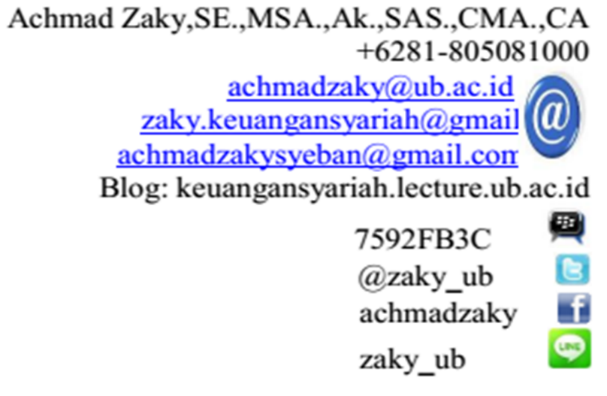 Achmad Zaky,SE.,MSA.,Ak.,SAS.,CMA.,CA
+6281-805081000
achmadzaky@ub.ac.id
zaky.keuangansyariah@gmail
achmadzakysyeban@gmail.com
Blog: keuangansyariah.lecture.ub.ac.id
7592FB3C
@zaky_ub
achmadzaky
zaky_ub
LINE